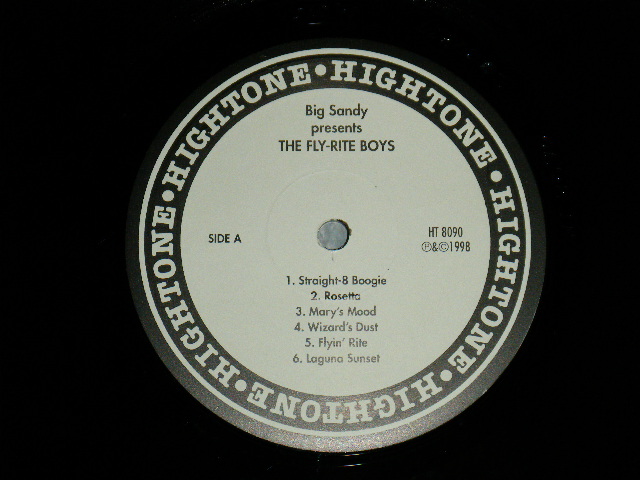 HIGHTONE • HIGHTONE • HIGHTONE • HIGHTONE • HIGHTONE • HIGHTONE •
Big Sandy
presents
THE FLY-RITE BOYS
SIDE A
HT 8090
℗&©1998
1. Straight-8 Boogie
2. Rosetta
3. Mary's Mood
4. Wizard's Dust
5. Flyin' Rite
6. Laguna Sunset